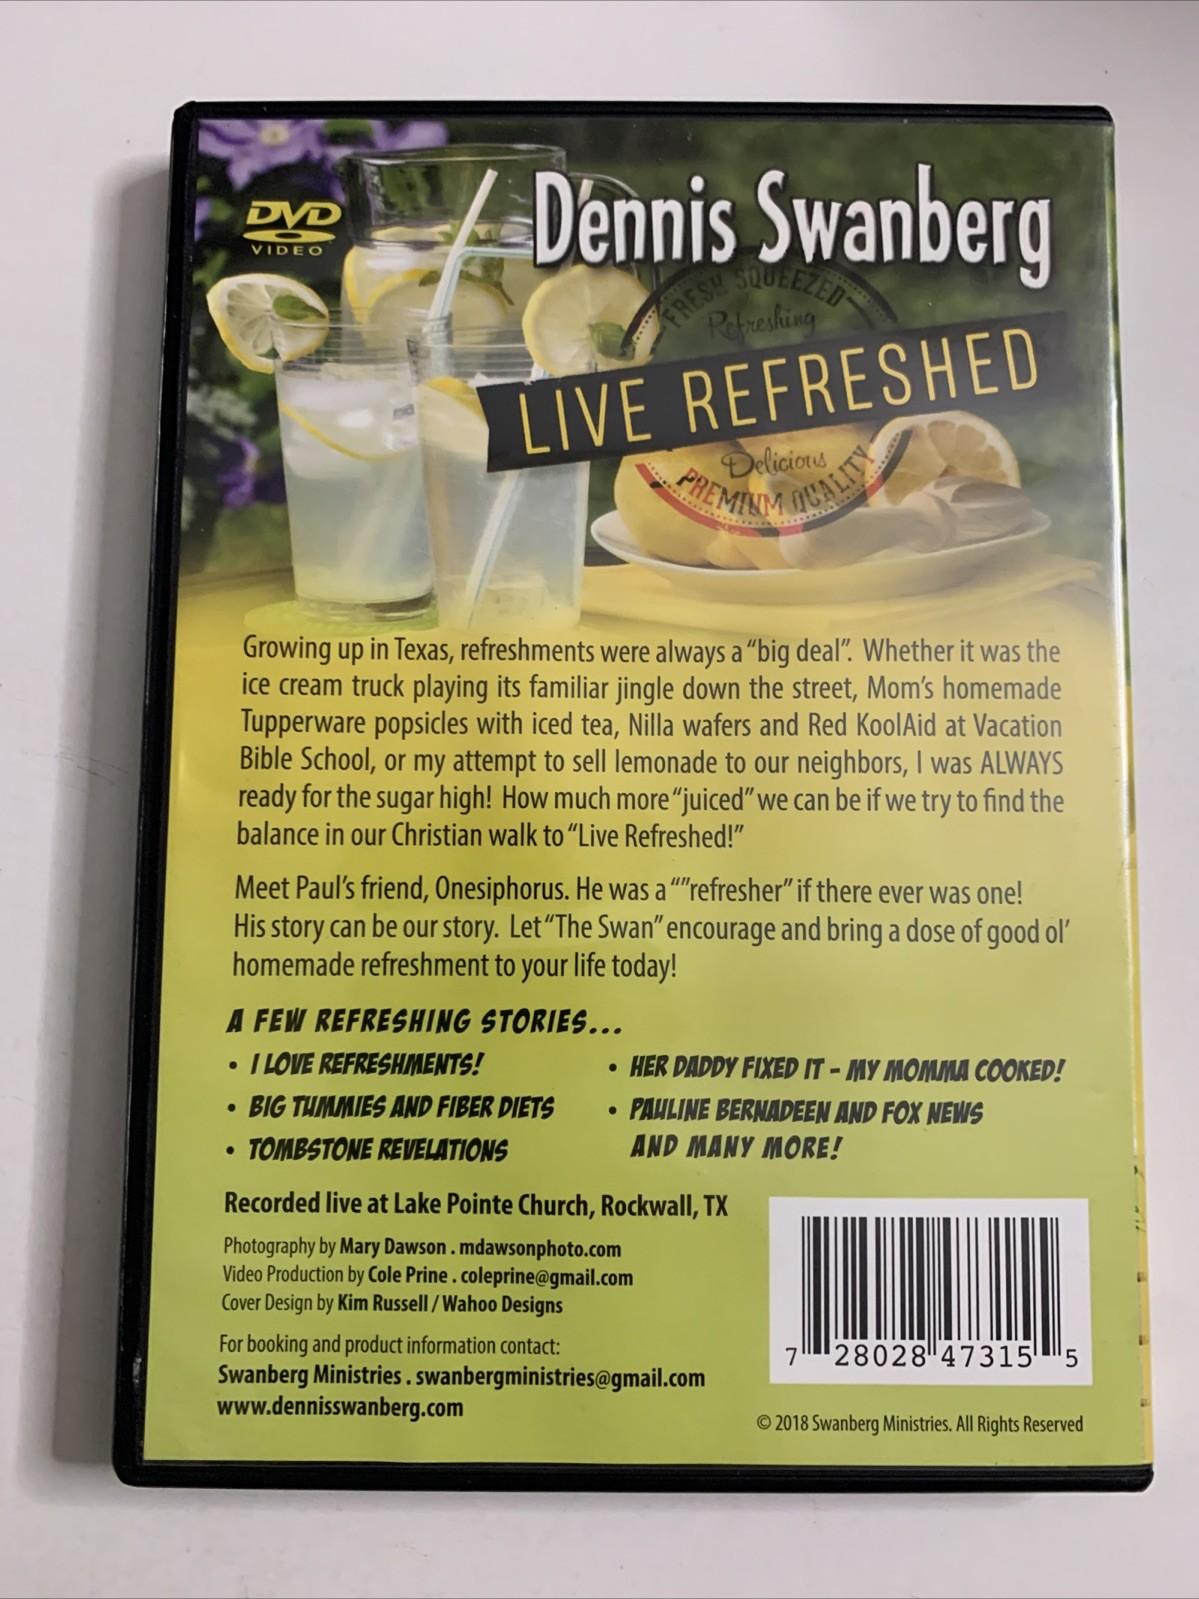 DVD
VIDEO
Dennis Swanberg
FRESH SQUEEZED
Refreshing
LIVE REFRESHED
Delicious
PREMIUM QUALITY
Growing up in Texas, refreshments were always a “big deal”. Whether it was the
ice cream truck playing its familiar jingle down the street, Mom’s homemade
Tupperware popsicles with iced tea, Nilla wafers and Red KoolAid at Vacation
Bible School, or my attempt to sell lemonade to our neighbors, I was ALWAYS
ready for the sugar high! How much more “juiced” we can be if we try to find the
balance in our Christian walk to “Live Refreshed!”
Meet Paul’s friend, Onesiphorus. He was a “”refresher” if there ever was one!
His story can be our story. Let “The Swan” encourage and bring a dose of good ol’
homemade refreshment to your life today!
A FEW REFRESHING STORIES...
• I LOVE REFRESHMENTS!
• BIG TUMMIES AND FIBER DIETS
• TOMBSTONE REVELATIONS
• HER DADDY FIXED IT – MY MOMMA COOKED!
• PAULINE BERNADEEN AND FOX NEWS
AND MANY MORE!
Recorded live at Lake Pointe Church, Rockwall, TX
Photography by Mary Dawson . mdawsonphoto.com
Video Production by Cole Prine . coleprine@gmail.com
Cover Design by Kim Russell / Wahoo Designs
For booking and product information contact:
Swanberg Ministries . swanbergministries@gmail.com
www.dennisswanberg.com
7 28028 47315 5
© 2018 Swanberg Ministries. All Rights Reserved